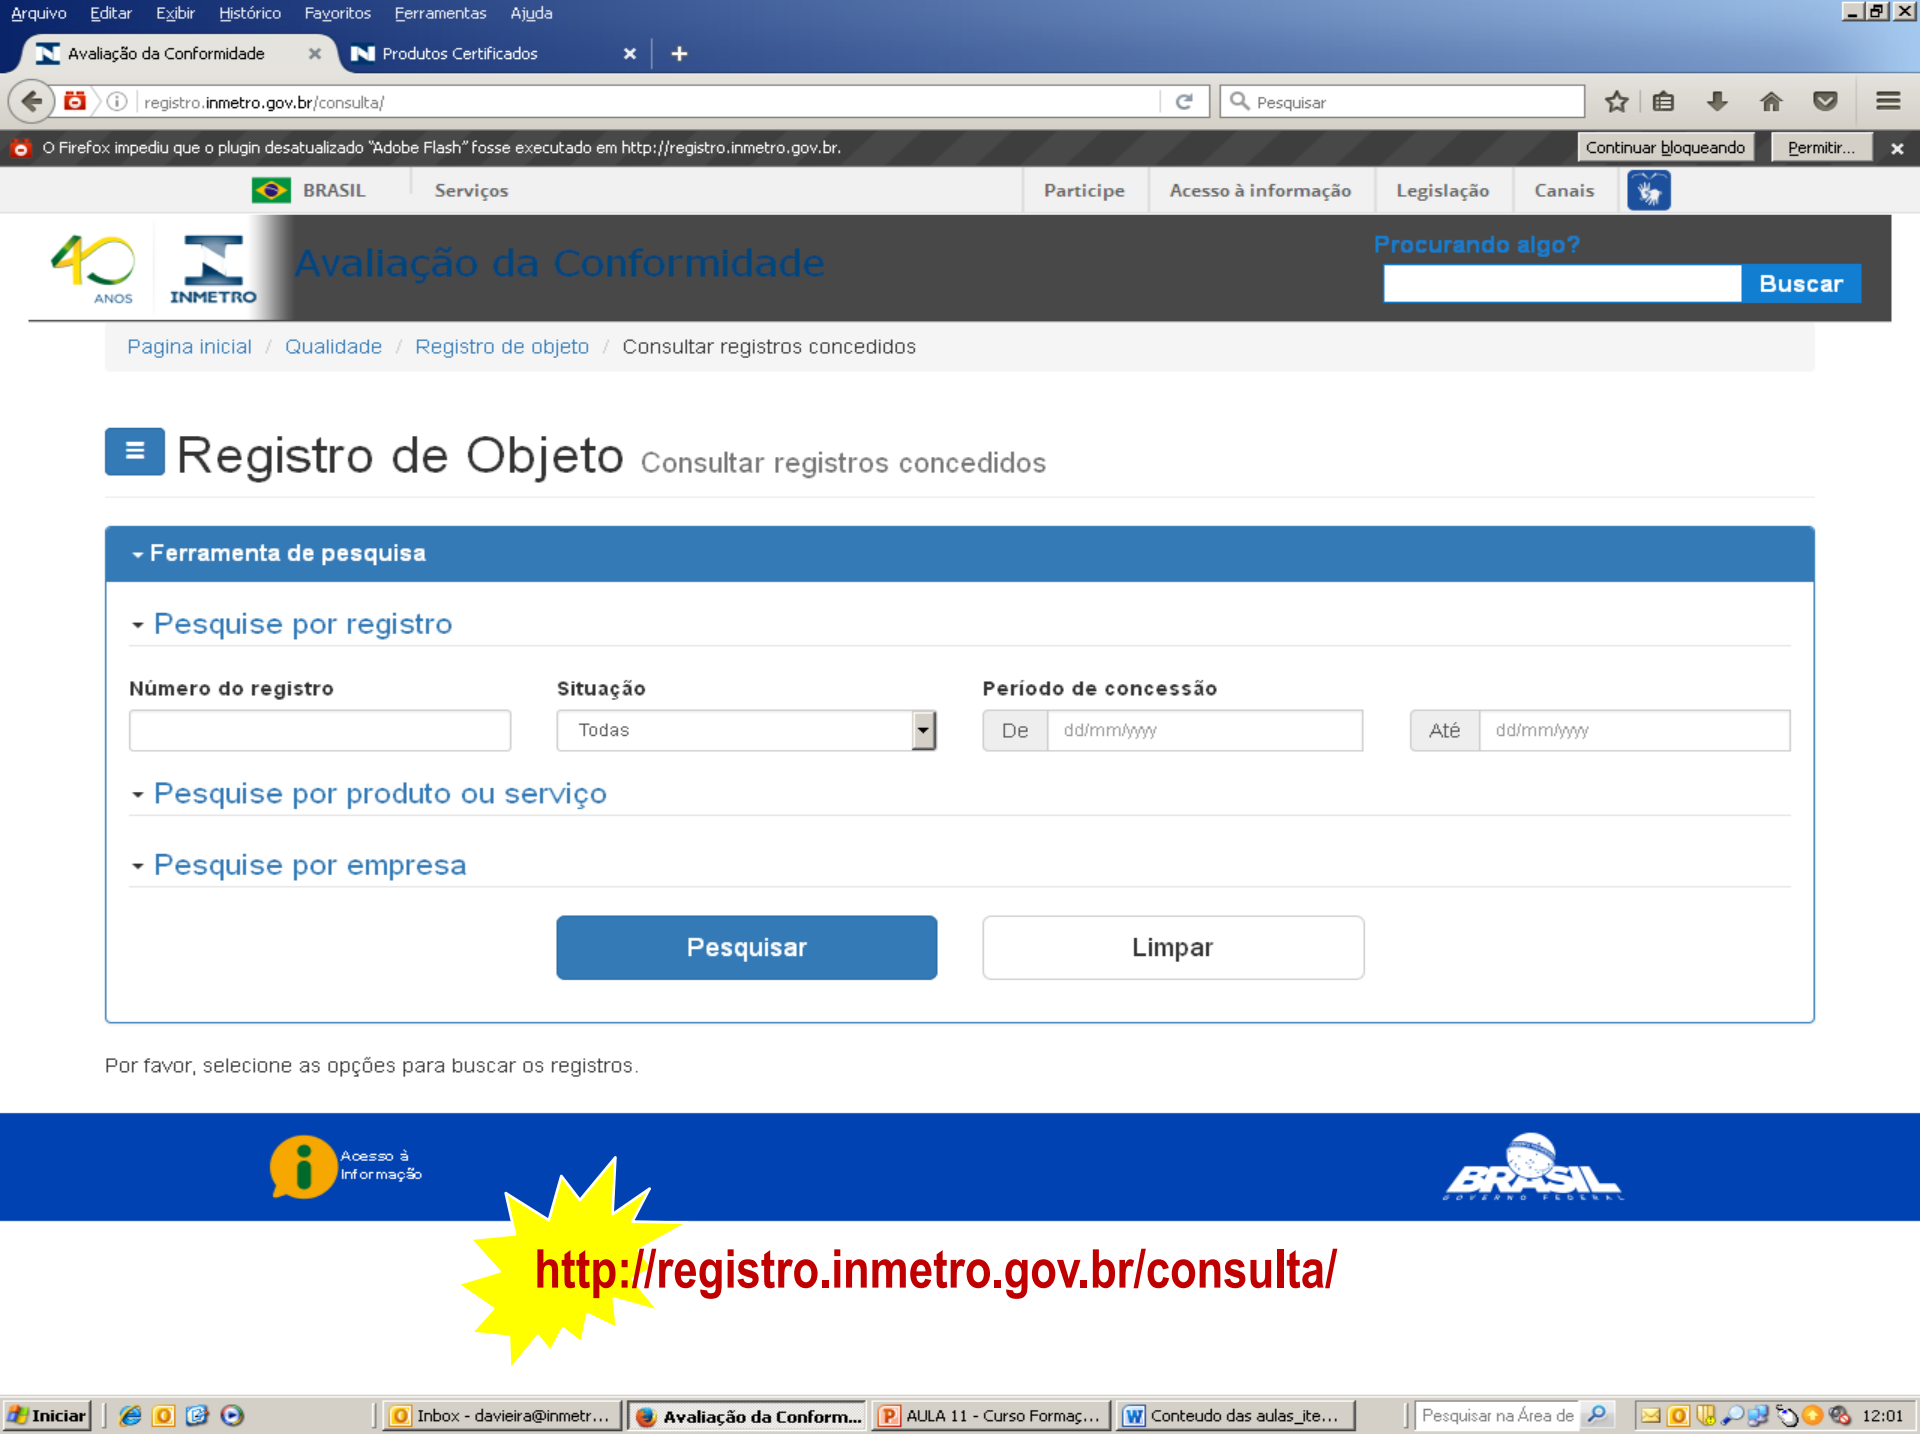 Arquivo Editar Exibir Histórico Favoritos Ferramentas Ajuda
Avaliação da Conformidade
Produtos Certificados
registro.inmetro.gov.br/consulta/
Pesquisar
O Firefox impediu que o plugin desatualizado "Adobe Flash" fosse executado em http://registro.inmetro.gov.br.
Continuar bloqueando
Permitir...
BRASIL Serviços Participe Acesso à informação Legislação Canais
40 ANOS
INMETRO
Avaliação da Conformidade
Procurando algo?
Buscar
Pagina inicial / Qualidade / Registro de objeto / Consultar registros concedidos
Registro de Objeto Consultar registros concedidos
Ferramenta de pesquisa
Pesquise por registro
Número do registro Situação Período de concessão
Todas De dd/mm/yyyy Até dd/mm/yyyy
Pesquise por produto ou serviço
Pesquise por empresa
Pesquisar Limpar
Por favor, selecione as opções para buscar os registros.
Acesso à
Informação
BRASIL
GOVERNO FEDERAL
http://registro.inmetro.gov.br/consulta/
Iniciar
Inbox - davieira@inmetr...
Avaliação da Conform...
AULA 11 - Curso Formaç...
Conteudo das aulas_ite...
Pesquisar na Área de
12:01